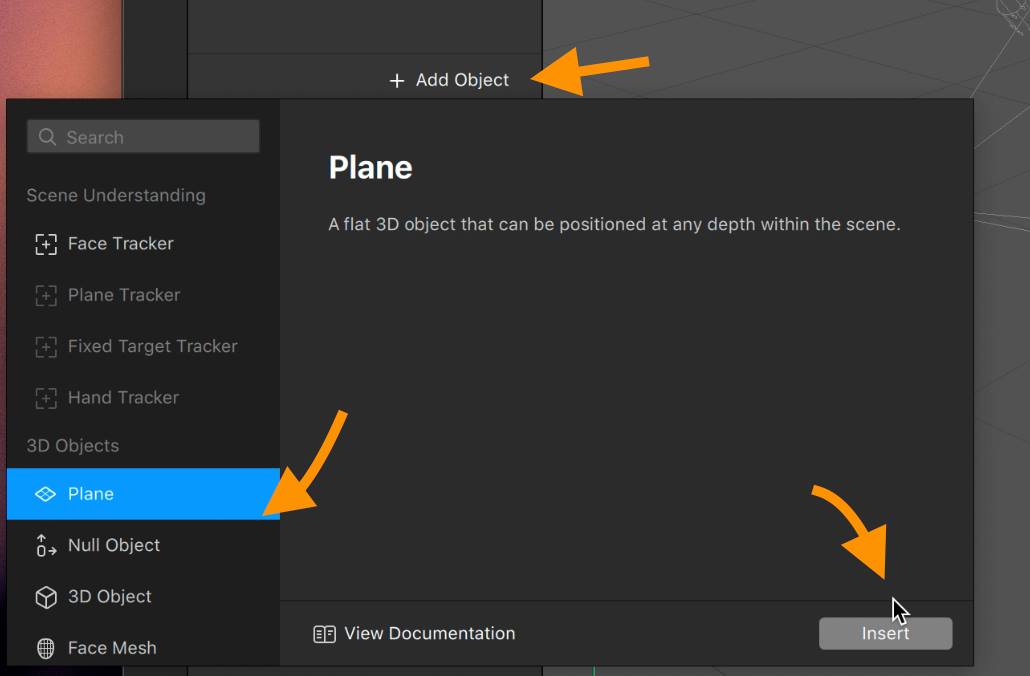 + Add Object
Search
Scene Understanding
Face Tracker
Plane Tracker
Fixed Target Tracker
Hand Tracker
3D Objects
Plane
Null Object
3D Object
Face Mesh
Plane
A flat 3D object that can be positioned at any depth within the scene.
View Documentation
Insert